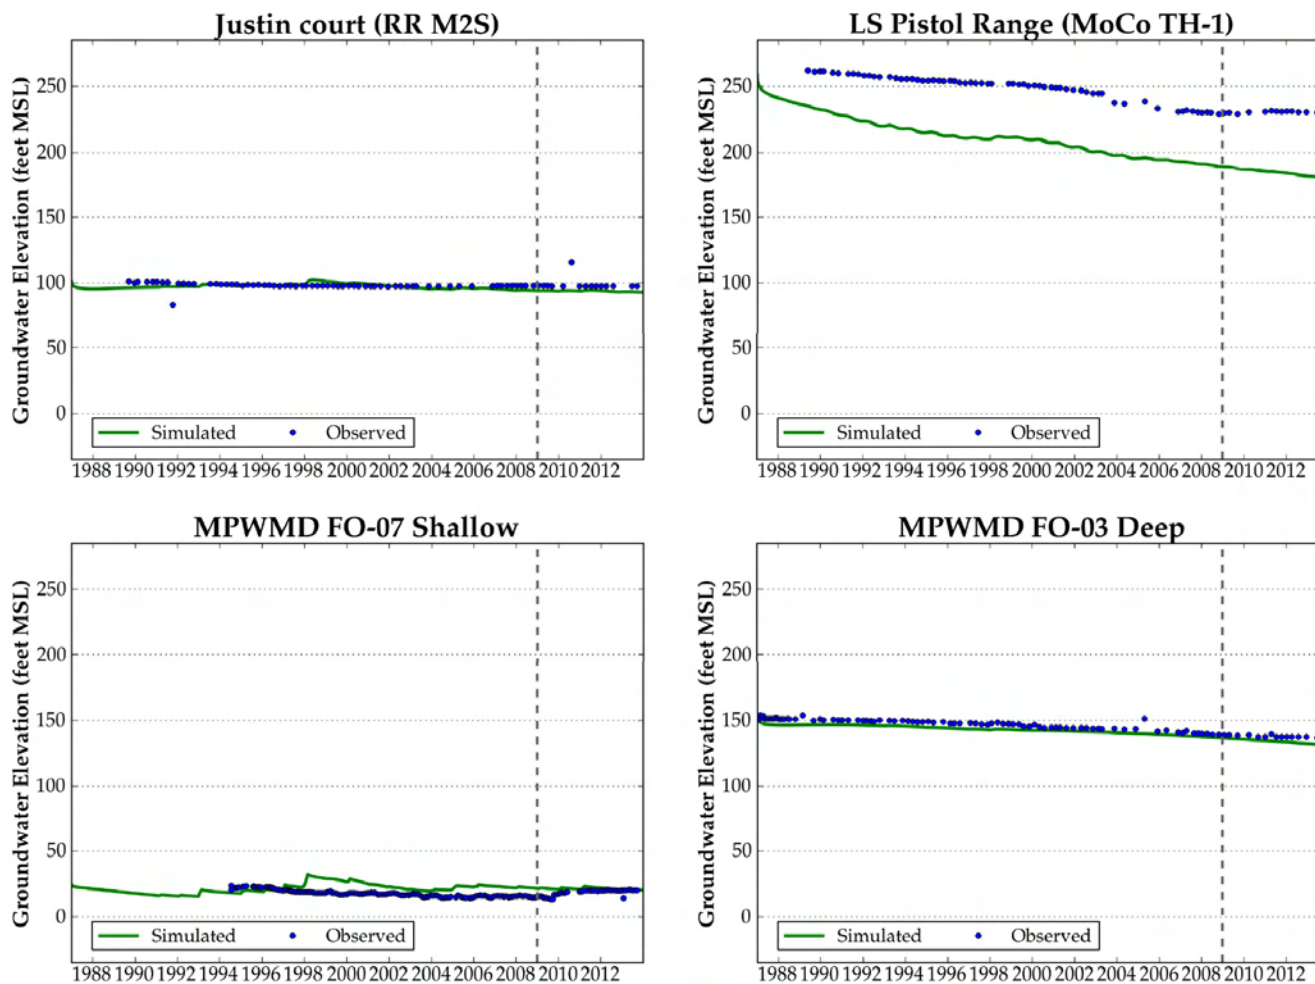 Justin court (RR M2S)
LS Pistol Range (MoCo TH-1)
Groundwater Elevation (feet MSL)
250
200
150
100
50
0
Simulated Observed
1988 1990 1992 1994 1996 1998 2000 2002 2004 2006 2008 2010 2012
Groundwater Elevation (feet MSL)
250
200
150
100
50
0
Simulated Observed
1988 1990 1992 1994 1996 1998 2000 2002 2004 2006 2008 2010 2012
MPWMD FO-07 Shallow
MPWMD FO-03 Deep
Groundwater Elevation (feet MSL)
250
200
150
100
50
0
Simulated Observed
1988 1990 1992 1994 1996 1998 2000 2002 2004 2006 2008 2010 2012
Groundwater Elevation (feet MSL)
250
200
150
100
50
0
Simulated Observed
1988 1990 1992 1994 1996 1998 2000 2002 2004 2006 2008 2010 2012